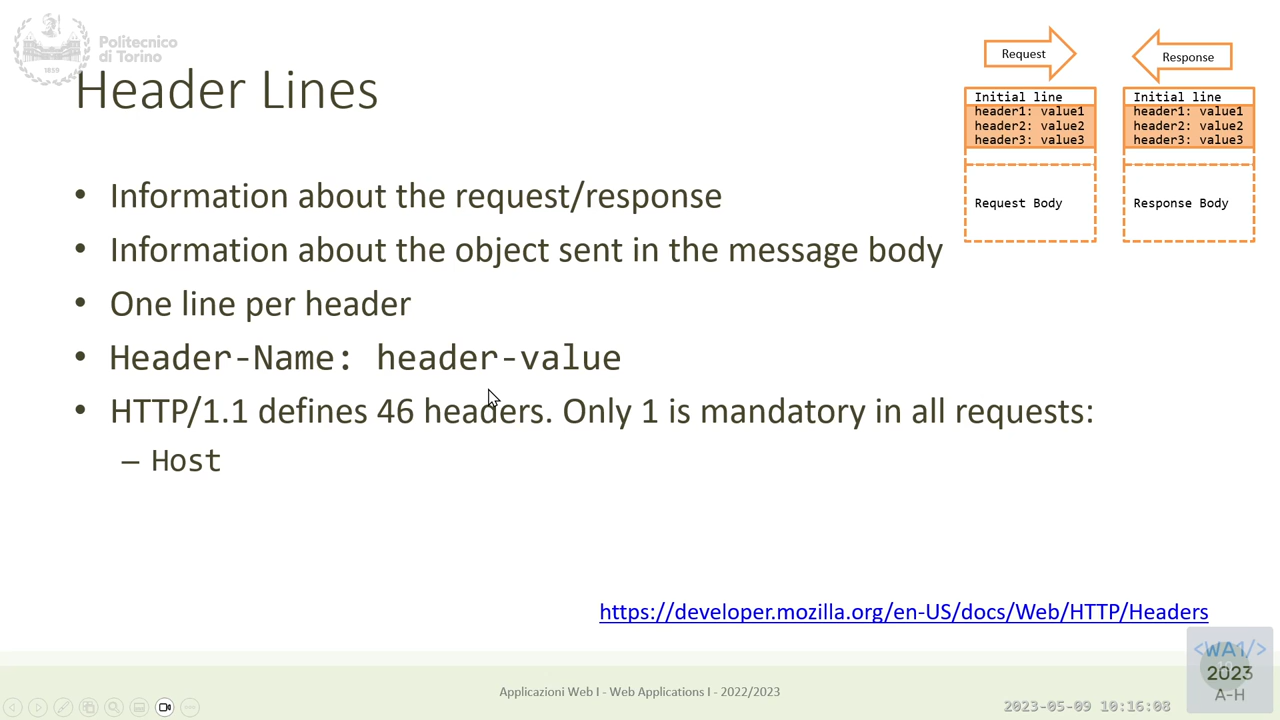 Politecnico
di Torino
1859
Header Lines
Request
Response
Initial line
header1: value1
header2: value2
header3: value3
Request Body
Initial line
header1: value1
header2: value2
header3: value3
Response Body
• Information about the request/response
• Information about the object sent in the message body
• One line per header
• Header-Name: header-value
• HTTP/1.1 defines 46 headers. Only 1 is mandatory in all requests:
– Host
https://developer.mozilla.org/en-US/docs/Web/HTTP/Headers
Applicazioni Web I - Web Applications I - 2022/2023
2023-05-09 10:16:08
<WA1/>
2023
A-H